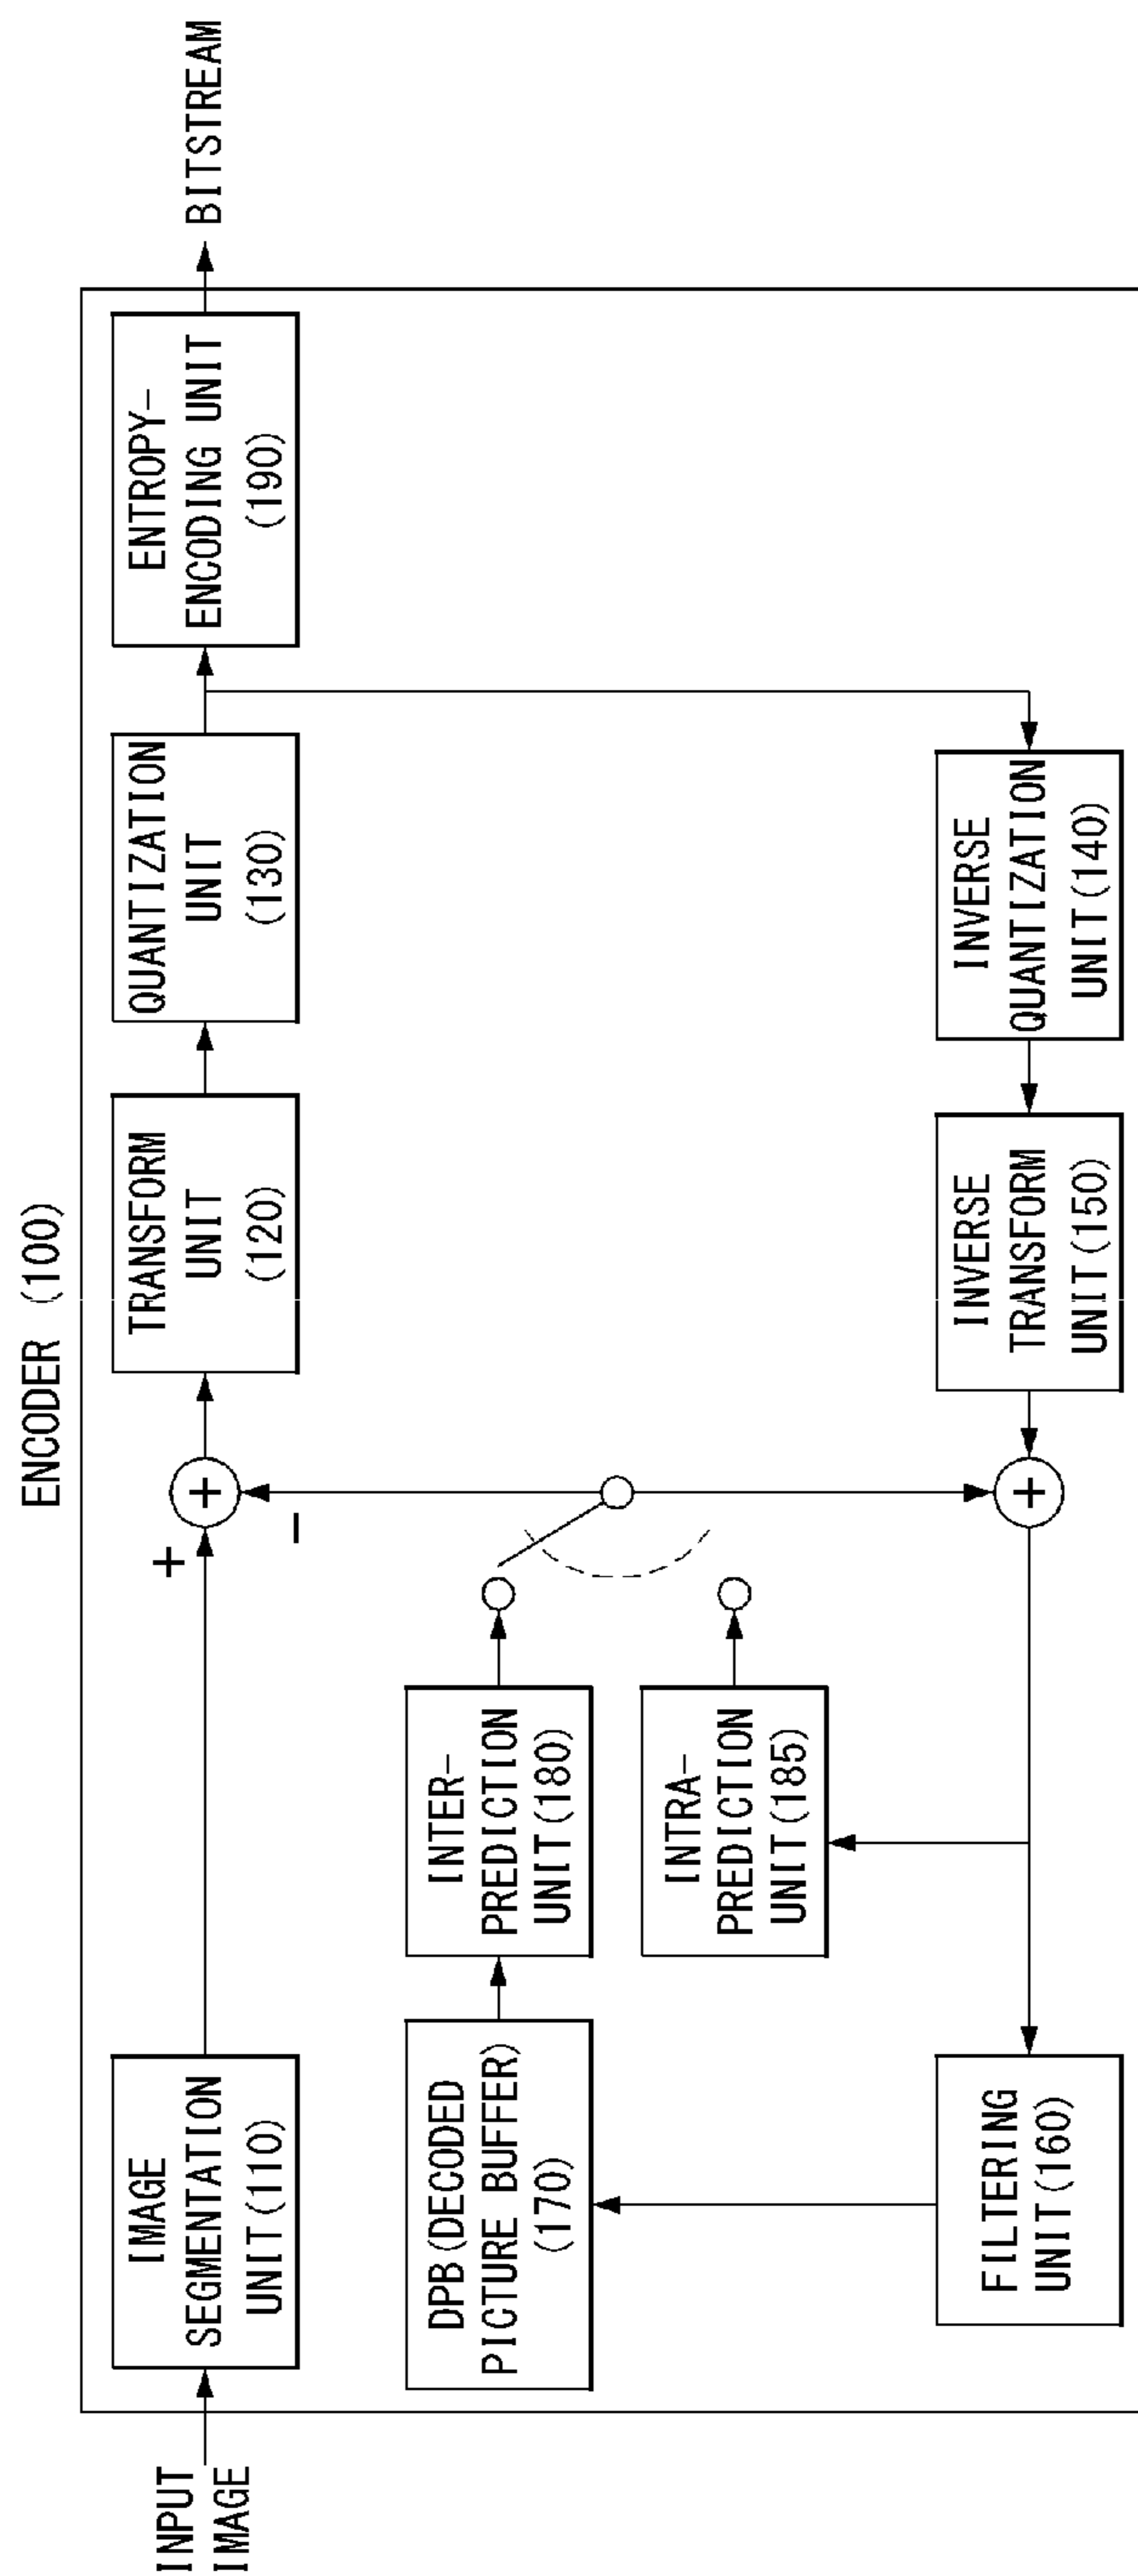 ENCODER (100)
INPUT
IMAGE
IMAGE
SEGMENTATION
UNIT(110)
+
-
+
TRANSFORM
UNIT
(120)
QUANTIZATION
UNIT
(130)
ENTROPY-
ENCODING UNIT
(190)
BITSTREAM
DPB(DECODED
PICTURE BUFFER)
(170)
INTER-
PREDICTION
UNIT(180)
INTRA-
PREDICTION
UNIT(185)
FILTERING
UNIT(160)
+
INVERSE
TRANSFORM
UNIT(150)
INVERSE
QUANTIZATION
UNIT(140)